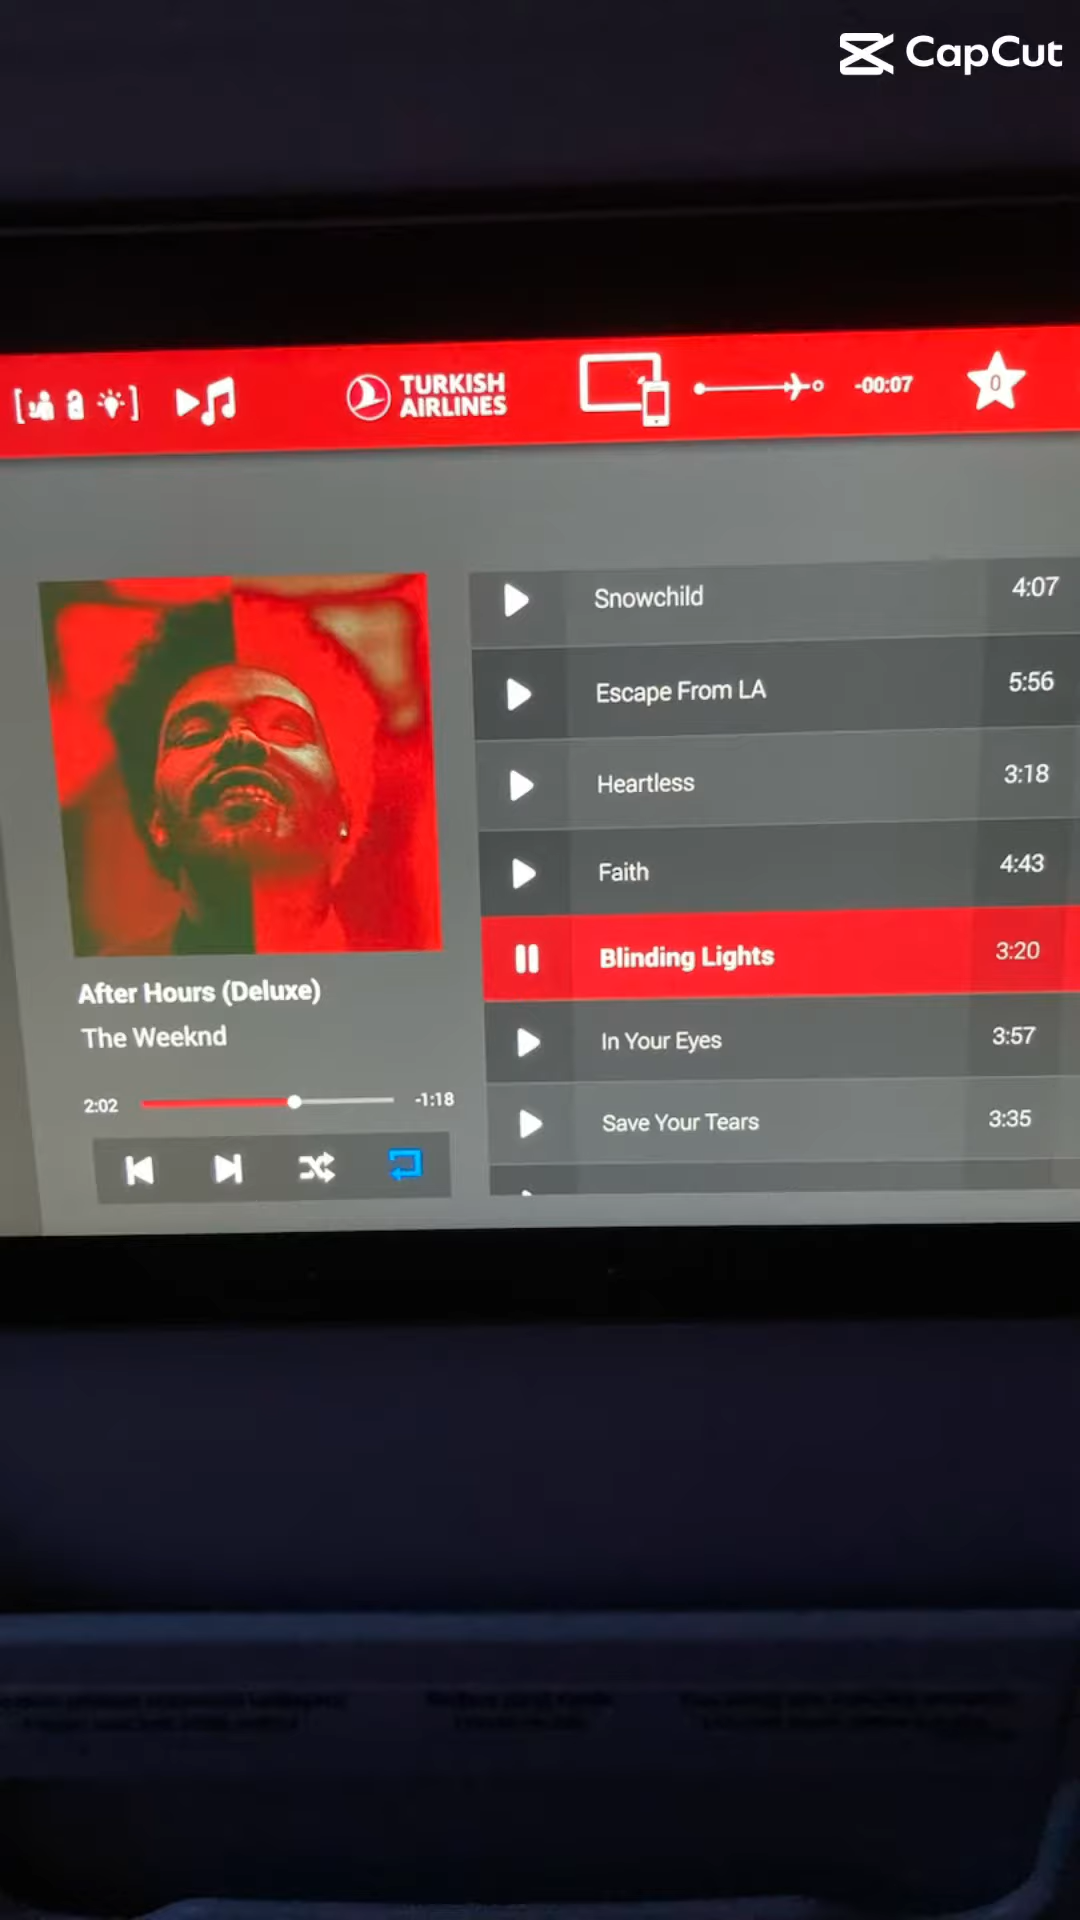 CapCut
TURKISH
AIRLINES
-00:07
0
Snowchild 4:07
Escape From LA 5:56
Heartless 3:18
Faith 4:43
Blinding Lights 3:20
In Your Eyes 3:57
Save Your Tears 3:35
After Hours (Deluxe)
The Weeknd
2:02 -1:18